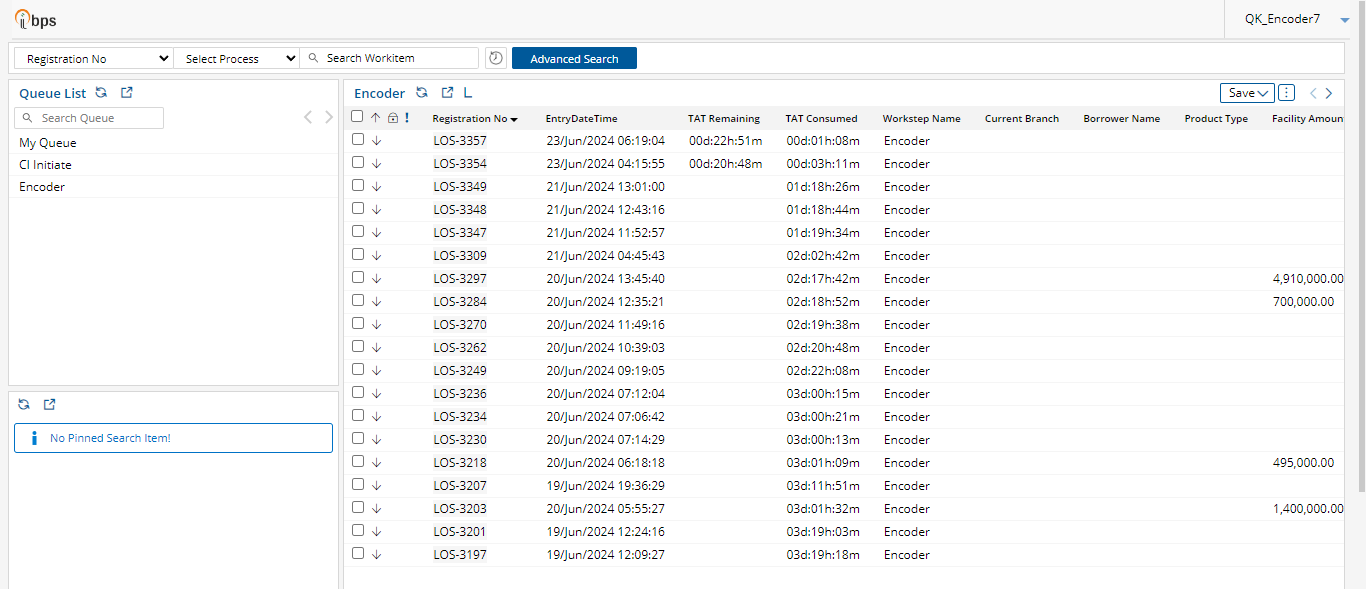 ibps
QK_Encoder7
Registration No Select Process Search Workitem Advanced Search
Queue List
Search Queue
My Queue
CI Initiate
Encoder
No Pinned Search Item!
Encoder L Save
! Registration No EntryDateTime TAT Remaining TAT Consumed Workstep Name Current Branch Borrower Name Product Type Facility Amoun
LOS-3357 23/Jun/2024 06:19:04 00d:22h:51m 00d:01h:08m Encoder
LOS-3354 23/Jun/2024 04:15:55 00d:20h:48m 00d:03h:11m Encoder
LOS-3349 21/Jun/2024 13:01:00 01d:18h:26m Encoder
LOS-3348 21/Jun/2024 12:43:16 01d:18h:44m Encoder
LOS-3347 21/Jun/2024 11:52:57 01d:19h:34m Encoder
LOS-3309 21/Jun/2024 04:45:43 02d:02h:42m Encoder
LOS-3297 20/Jun/2024 13:45:40 02d:17h:42m Encoder 4,910,000.00
LOS-3284 20/Jun/2024 12:35:21 02d:18h:52m Encoder 700,000.00
LOS-3270 20/Jun/2024 11:49:16 02d:19h:38m Encoder
LOS-3262 20/Jun/2024 10:39:03 02d:20h:48m Encoder
LOS-3249 20/Jun/2024 09:19:05 02d:22h:08m Encoder
LOS-3236 20/Jun/2024 07:12:04 03d:00h:15m Encoder
LOS-3234 20/Jun/2024 07:06:42 03d:00h:21m Encoder
LOS-3230 20/Jun/2024 07:14:29 03d:00h:13m Encoder
LOS-3218 20/Jun/2024 06:18:18 03d:01h:09m Encoder 495,000.00
LOS-3207 19/Jun/2024 19:36:29 03d:11h:51m Encoder
LOS-3203 20/Jun/2024 05:55:27 03d:01h:32m Encoder 1,400,000.00
LOS-3201 19/Jun/2024 12:24:16 03d:19h:03m Encoder
LOS-3197 19/Jun/2024 12:09:27 03d:19h:18m Encoder